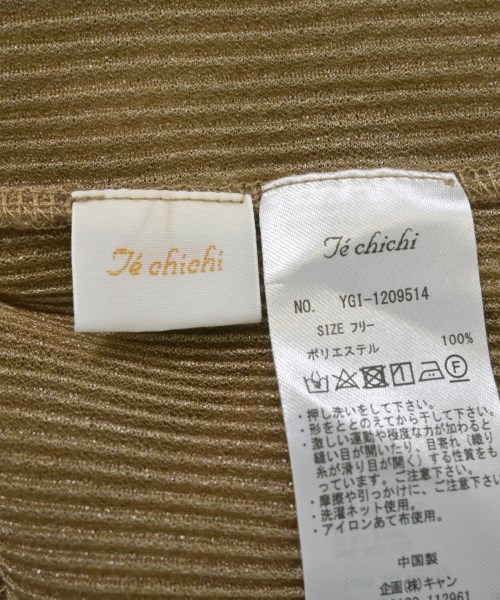 Té chichi
Té chichi
NO. YGI-1209514
SIZE フリー
ポリエステル 100%
・押し洗いをして下さい。
・形をととのえてから干して下さい。
・激しい運動や極度な力が加わると
縫い目が開いたり、目寄れ（織り
糸が滑り目が開く）する性質をも
っています。ご注意下さい。
・摩擦や引っかけに、ご注意下さい。
・洗濯ネット使用。
・アイロンあて布使用。
中国製
企画(株)キャン